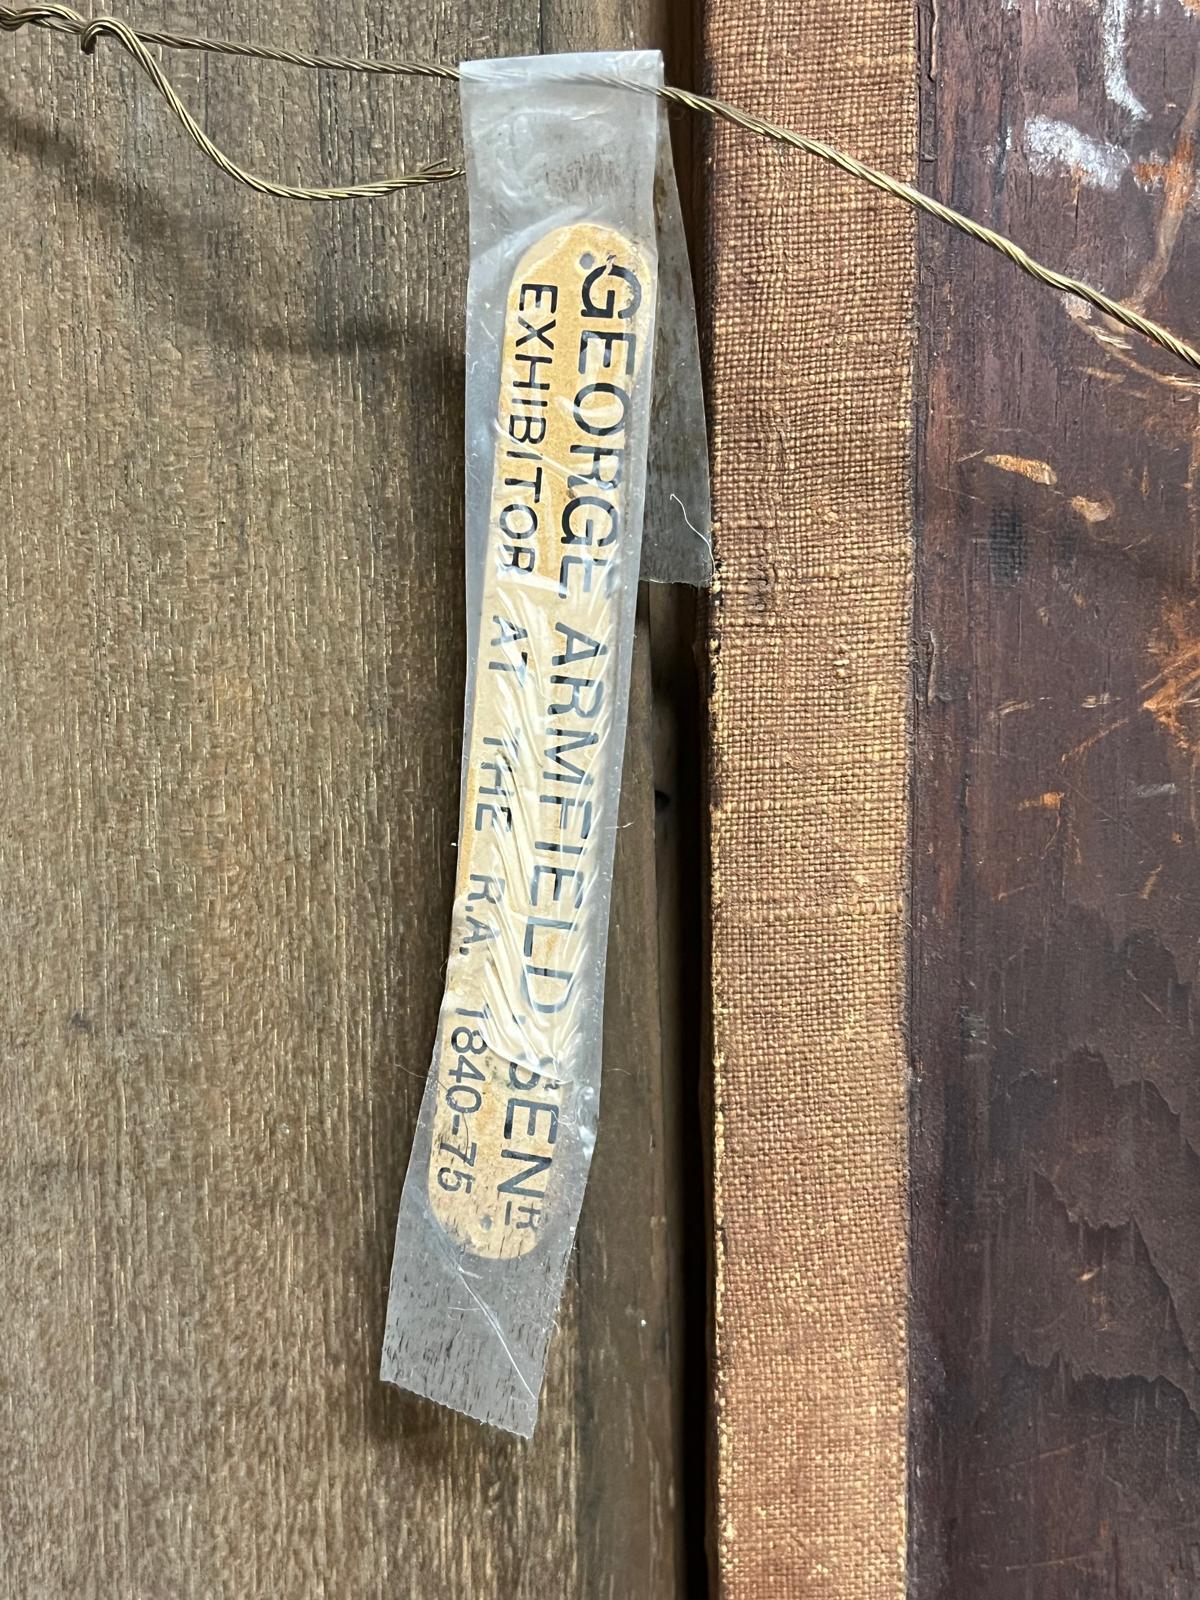 GEORGE ARMFIELD. SENR
EXHIBITOR AT THE R.A. 1840-75